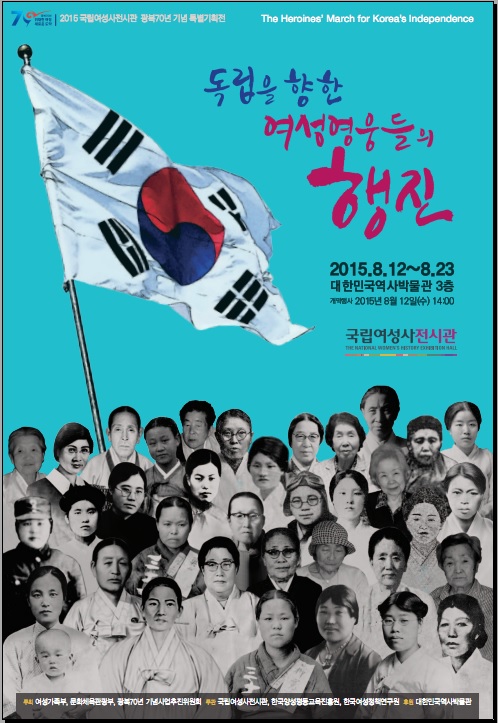 2015 국립여성사전시관 광복70년 기념 특별기획전
The Heroines' March for Korea's Independence
독립을 향한
여성영웅들의
행진
2015.8.12~8.23
대한민국역사박물관 3층
개막행사 2015년 8월 12일(수) 14:00
국립여성사전시관
THE NATIONAL WOMEN'S HISTORY EXHIBITION HALL
주최 여성가족부, 문화체육관광부, 광복70년 기념사업추진위원회 주관 국립여성사전시관, 한국양성평등교육진흥원, 한국여성정책연구원 후원 대한민국역사박물관